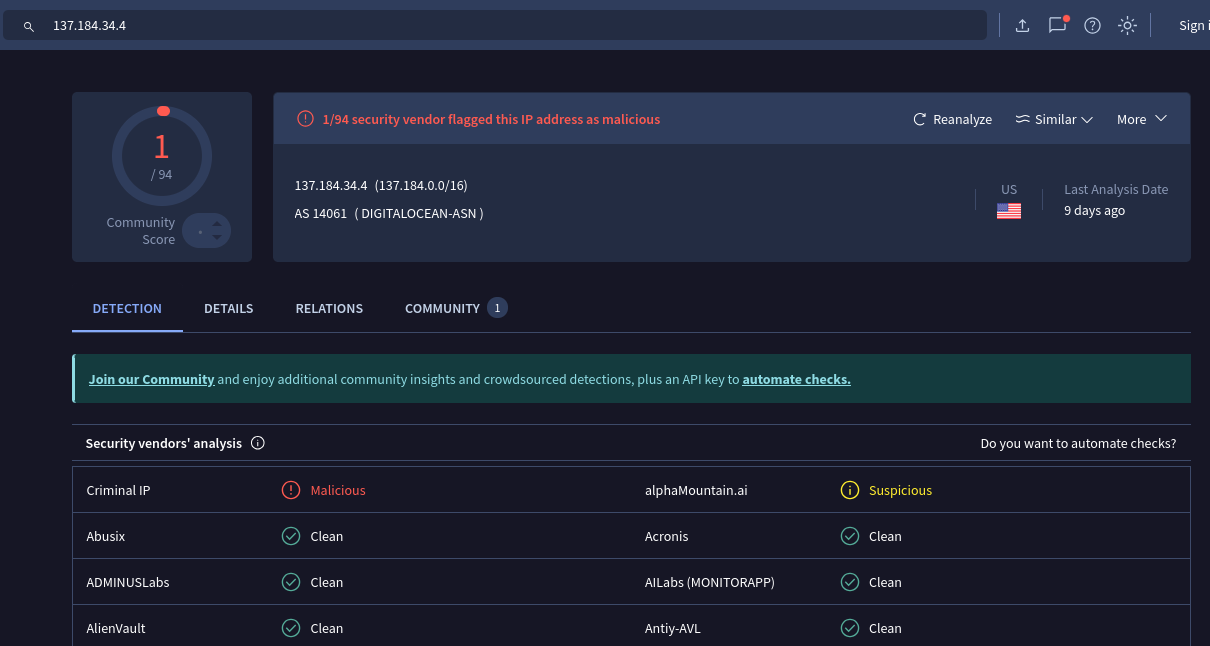 137.184.34.4
Sign i
1
/ 94
Community
Score
1/94 security vendor flagged this IP address as malicious
Reanalyze
Similar
More
137.184.34.4 (137.184.0.0/16)
AS 14061 ( DIGITALOCEAN-ASN )
US
Last Analysis Date
9 days ago
DETECTION
DETAILS
RELATIONS
COMMUNITY 1
Join our Community and enjoy additional community insights and crowdsourced detections, plus an API key to automate checks.
Security vendors' analysis
Do you want to automate checks?
Criminal IP Malicious alphaMountain.ai Suspicious
Abusix Clean Acronis Clean
ADMINUSLabs Clean AILabs (MONITORAPP) Clean
AlienVault Clean Antiy-AVL Clean